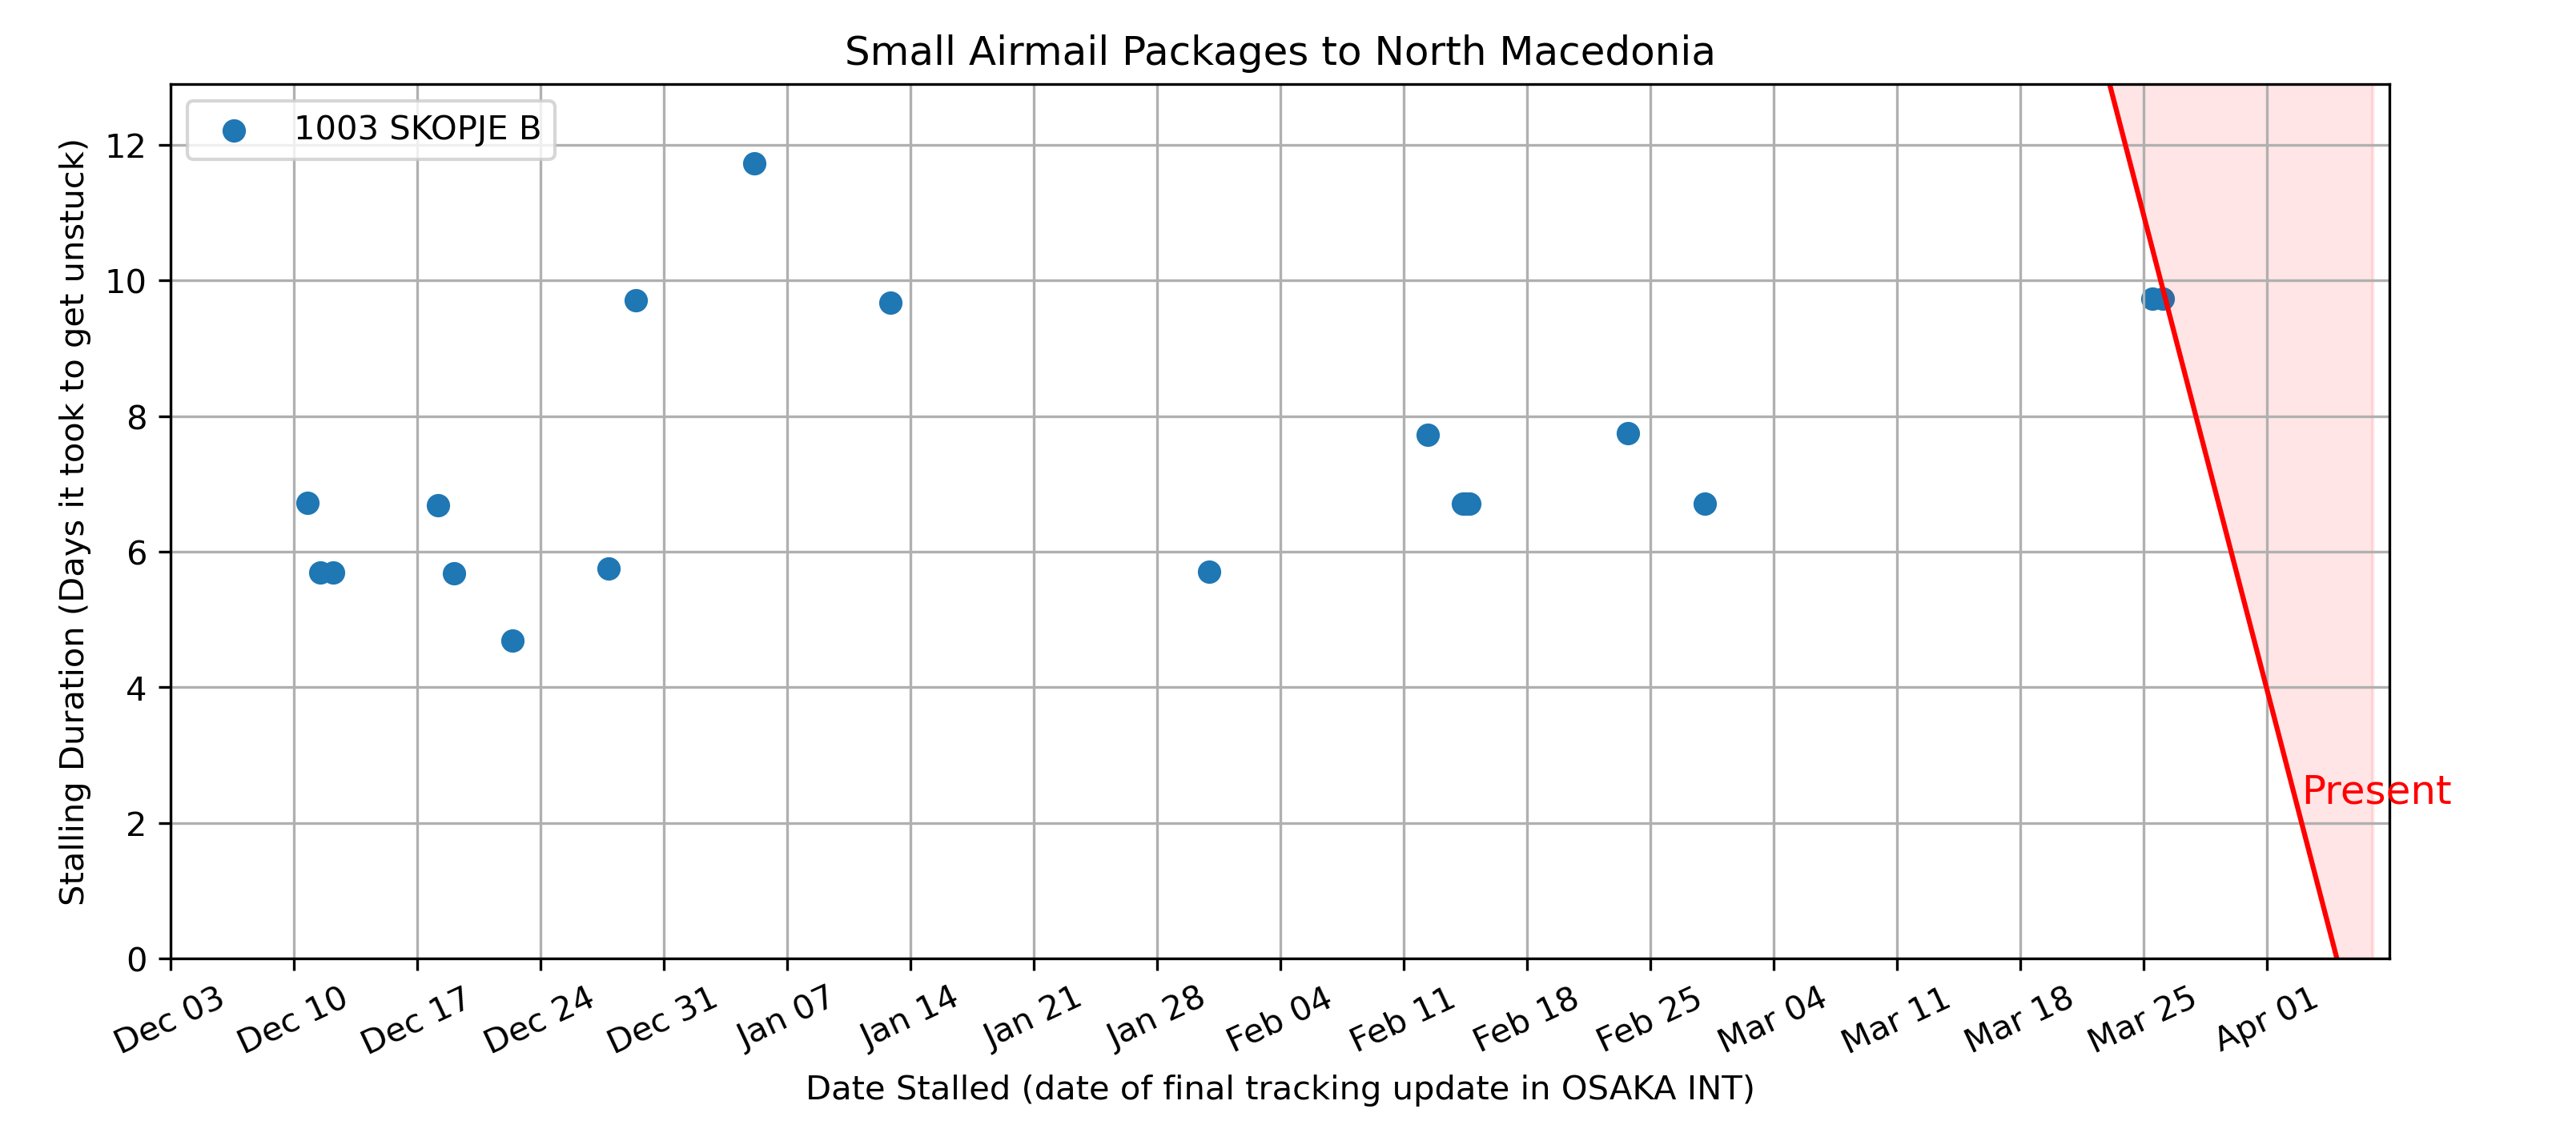 Small Airmail Packages to North Macedonia
1003 SKOPJE B
Stalling Duration (Days it took to get unstuck)
12
10
8
6
4
2
0
Present
Dec 03 Dec 10 Dec 17 Dec 24 Dec 31 Jan 07 Jan 14 Jan 21 Jan 28 Feb 04 Feb 11 Feb 18 Feb 25 Mar 04 Mar 11 Mar 18 Mar 25 Apr 01
Date Stalled (date of final tracking update in OSAKA INT)